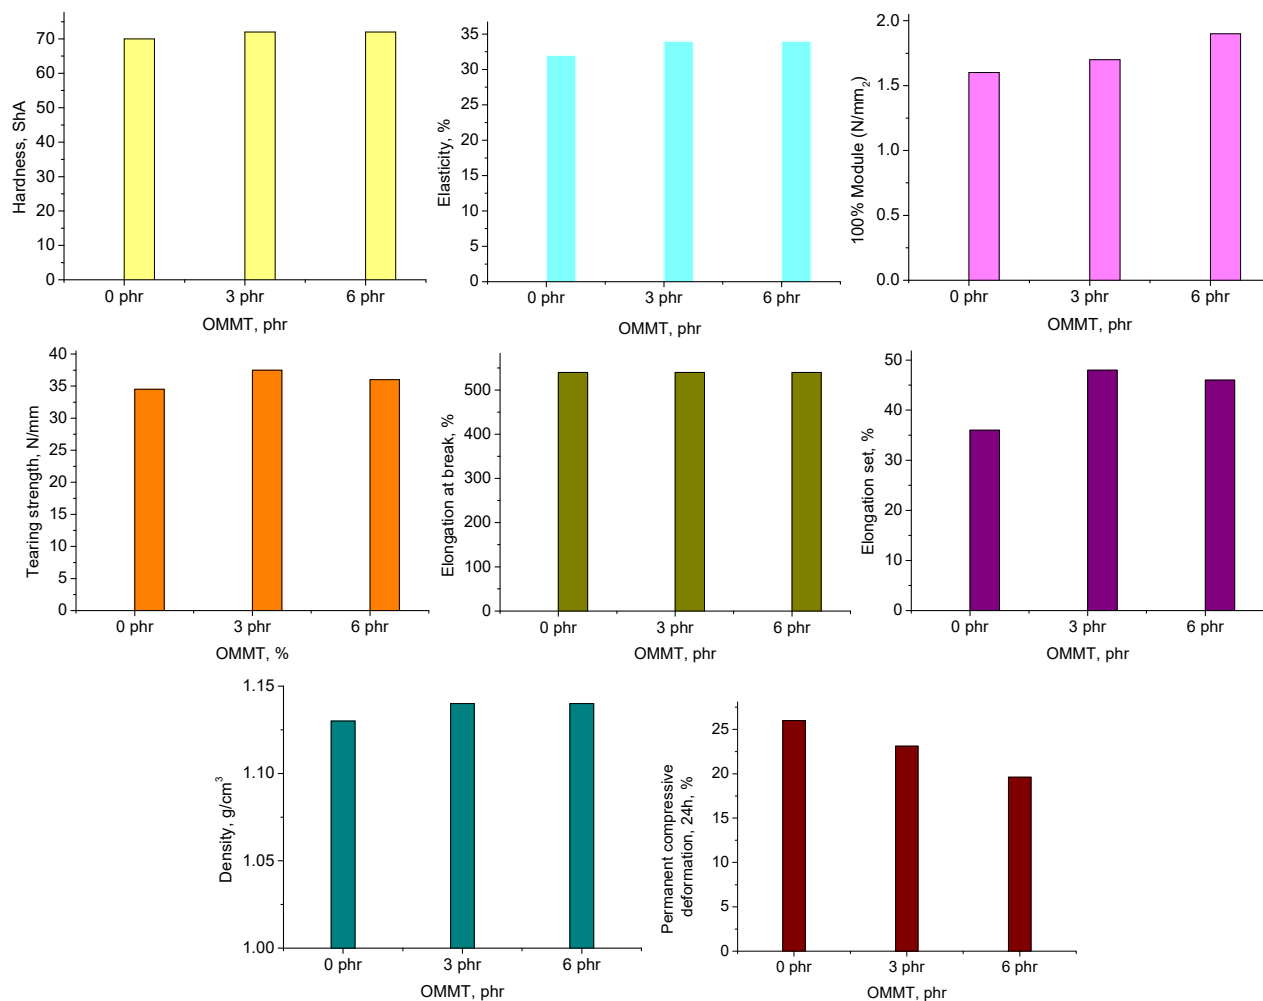 Hardness, ShA
70
60
50
40
30
20
10
0
0 phr
3 phr
6 phr
OMMT, phr
Elasticity, %
35
30
25
20
15
10
5
0
0 phr
3 phr
6 phr
OMMT, phr
100% Module (N/mm₂)
2.0
1.5
1.0
0.5
0.0
0 phr
3 phr
6 phr
OMMT, phr
Tearing strength, N/mm
40
35
30
25
20
15
10
5
0
0 phr
3 phr
6 phr
OMMT, %
Elongation at break, %
500
400
300
200
100
0
0 phr
3 phr
6 phr
OMMT, phr
Elongation set, %
50
40
30
20
10
0
0 phr
3 phr
6 phr
OMMT, phr
Density, g/cm³
1.15
1.10
1.05
1.00
0 phr
3 phr
6 phr
OMMT, phr
Permanent compressive
deformation, 24h, %
25
20
15
10
5
0
0 phr
3 phr
6 phr
OMMT, phr